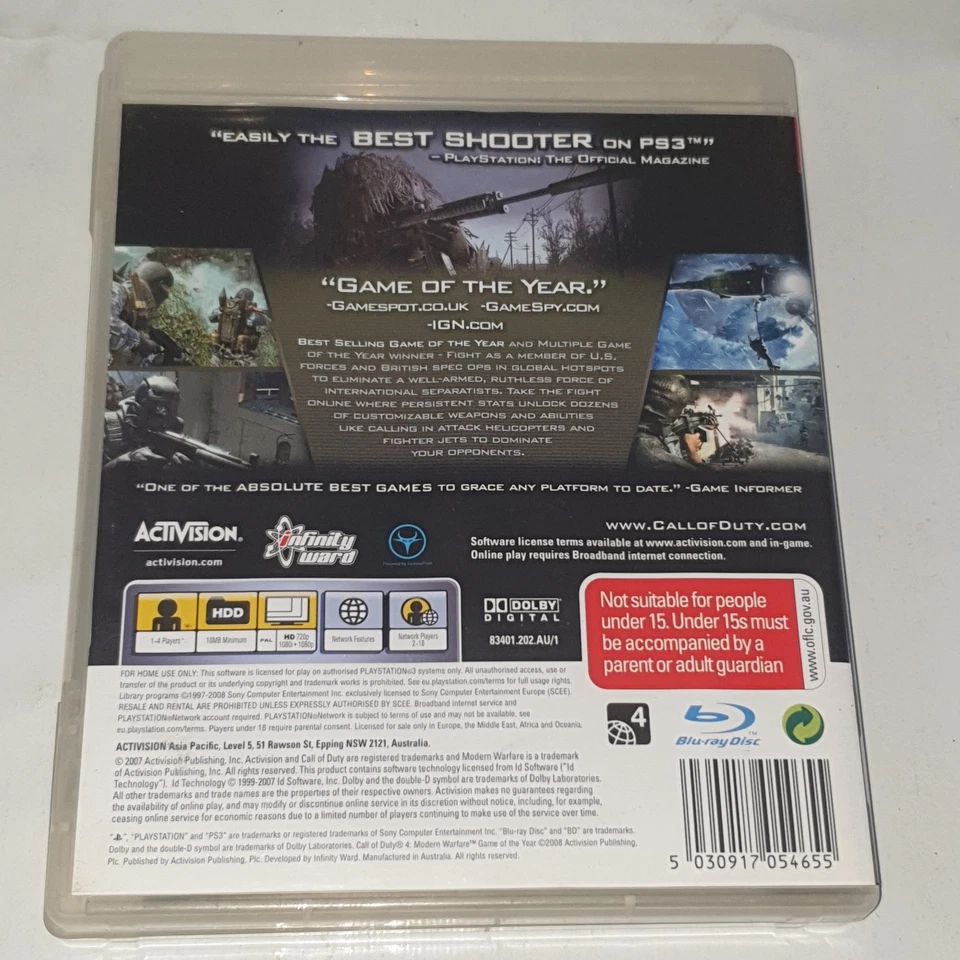 “EASILY THE BEST SHOOTER ON PS3™”
– PLAYSTATION: THE OFFICIAL MAGAZINE
“GAME OF THE YEAR.”
-GAMESPOT.CO.UK -GAMESPY.COM
-IGN.COM
BEST SELLING GAME OF THE YEAR AND MULTIPLE GAME
OF THE YEAR WINNER - FIGHT AS A MEMBER OF U.S.
FORCES AND BRITISH SPEC OPS IN GLOBAL HOTSPOTS
TO ELIMINATE A WELL-ARMED, RUTHLESS FORCE OF
INTERNATIONAL SEPARATISTS. TAKE THE FIGHT
ONLINE WHERE PERSISTENT STATS UNLOCK DOZENS
OF CUSTOMIZABLE WEAPONS AND ABILITIES
LIKE CALLING IN ATTACK HELICOPTERS AND
FIGHTER JETS TO DOMINATE
YOUR OPPONENTS.
“ONE OF THE ABSOLUTE BEST GAMES TO GRACE ANY PLATFORM TO DATE.” -GAME INFORMER
ACTIVISION®
activision.com
infinity
ward
WWW.CALLOFDUTY.COM
Software license terms available at www.activision.com and in-game.
Online play requires Broadband internet connection.
1-4 Players
HDD
10MB Minimum
PAL HD 720p
1080i • 1080p
Network Features
Network Players
2-18
DOLBY
DIGITAL
83401.202.AU/1
Not suitable for people
under 15. Under 15s must
be accompanied by a
parent or adult guardian
www.oflc.gov.au
FOR HOME USE ONLY: This software is licensed for play on authorised PLAYSTATION®3 systems only. All unauthorised access, use or
transfer of the product or its underlying copyright and trademark works is prohibited. See eu.playstation.com/terms for full usage rights.
Library programs ©1997-2008 Sony Computer Entertainment Inc. exclusively licensed to Sony Computer Entertainment Europe (SCEE).
RESALE AND RENTAL ARE PROHIBITED UNLESS EXPRESSLY AUTHORISED BY SCEE. Broadband internet service and
PLAYSTATION®Network account required. PLAYSTATION®Network is subject to terms of use and may not be available, see
eu.playstation.com/terms. Players under 18 require parental consent. Licensed for sale only in Europe, the Middle East, Africa and Oceania.
ACTIVISION Asia Pacific, Level 5, 51 Rawson St, Epping NSW 2121, Australia.
© 2007 Activision Publishing, Inc. Activision and Call of Duty are registered trademarks and Modern Warfare is a trademark
of Activision Publishing, Inc. All rights reserved. This product contains software technology licensed from Id Software ("Id
Technology"). Id Technology © 1999-2007 Id Software, Inc. Dolby and the double-D symbol are trademarks of Dolby Laboratories.
All other trademarks and trade names are the properties of their respective owners. Activision makes no guarantees regarding
the availability of online play, and may modify or discontinue online service in its discretion without notice, including, for example,
ceasing online service for economic reasons due to a limited number of players continuing to make use of the service over time.
4
Blu-ray Disc
"PLAYSTATION" and "PS3" are trademarks or registered trademarks of Sony Computer Entertainment Inc. "Blu-ray Disc" and "BD" are trademarks.
Dolby and the double-D symbol are trademarks of Dolby Laboratories. Call of Duty® 4: Modern Warfare™ Game of the Year ©2008 Activision Publishing,
Plc. Published by Activision Publishing, Plc. Developed by Infinity Ward. Manufactured in Australia. All rights reserved.
5 030917 054655